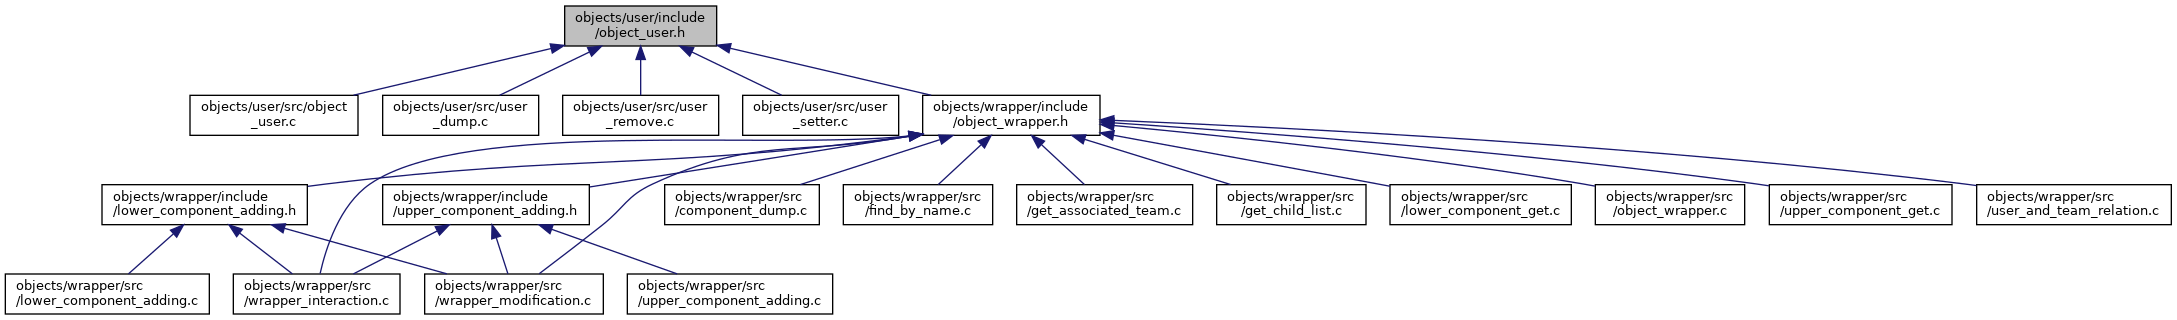 objects/user/include
/object_user.h
objects/user/src/object
_user.c
objects/user/src/user
_dump.c
objects/user/src/user
_remove.c
objects/user/src/user
_setter.c
objects/wrapper/include
/object_wrapper.h
objects/wrapper/include
/lower_component_adding.h
objects/wrapper/include
/upper_component_adding.h
objects/wrapper/src
/component_dump.c
objects/wrapper/src
/find_by_name.c
objects/wrapper/src
/get_associated_team.c
objects/wrapper/src
/get_child_list.c
objects/wrapper/src
/lower_component_get.c
objects/wrapper/src
/object_wrapper.c
objects/wrapper/src
/upper_component_get.c
objects/wrapper/src
/user_and_team_relation.c
objects/wrapper/src
/lower_component_adding.c
objects/wrapper/src
/wrapper_interaction.c
objects/wrapper/src
/wrapper_modification.c
objects/wrapper/src
/upper_component_adding.c